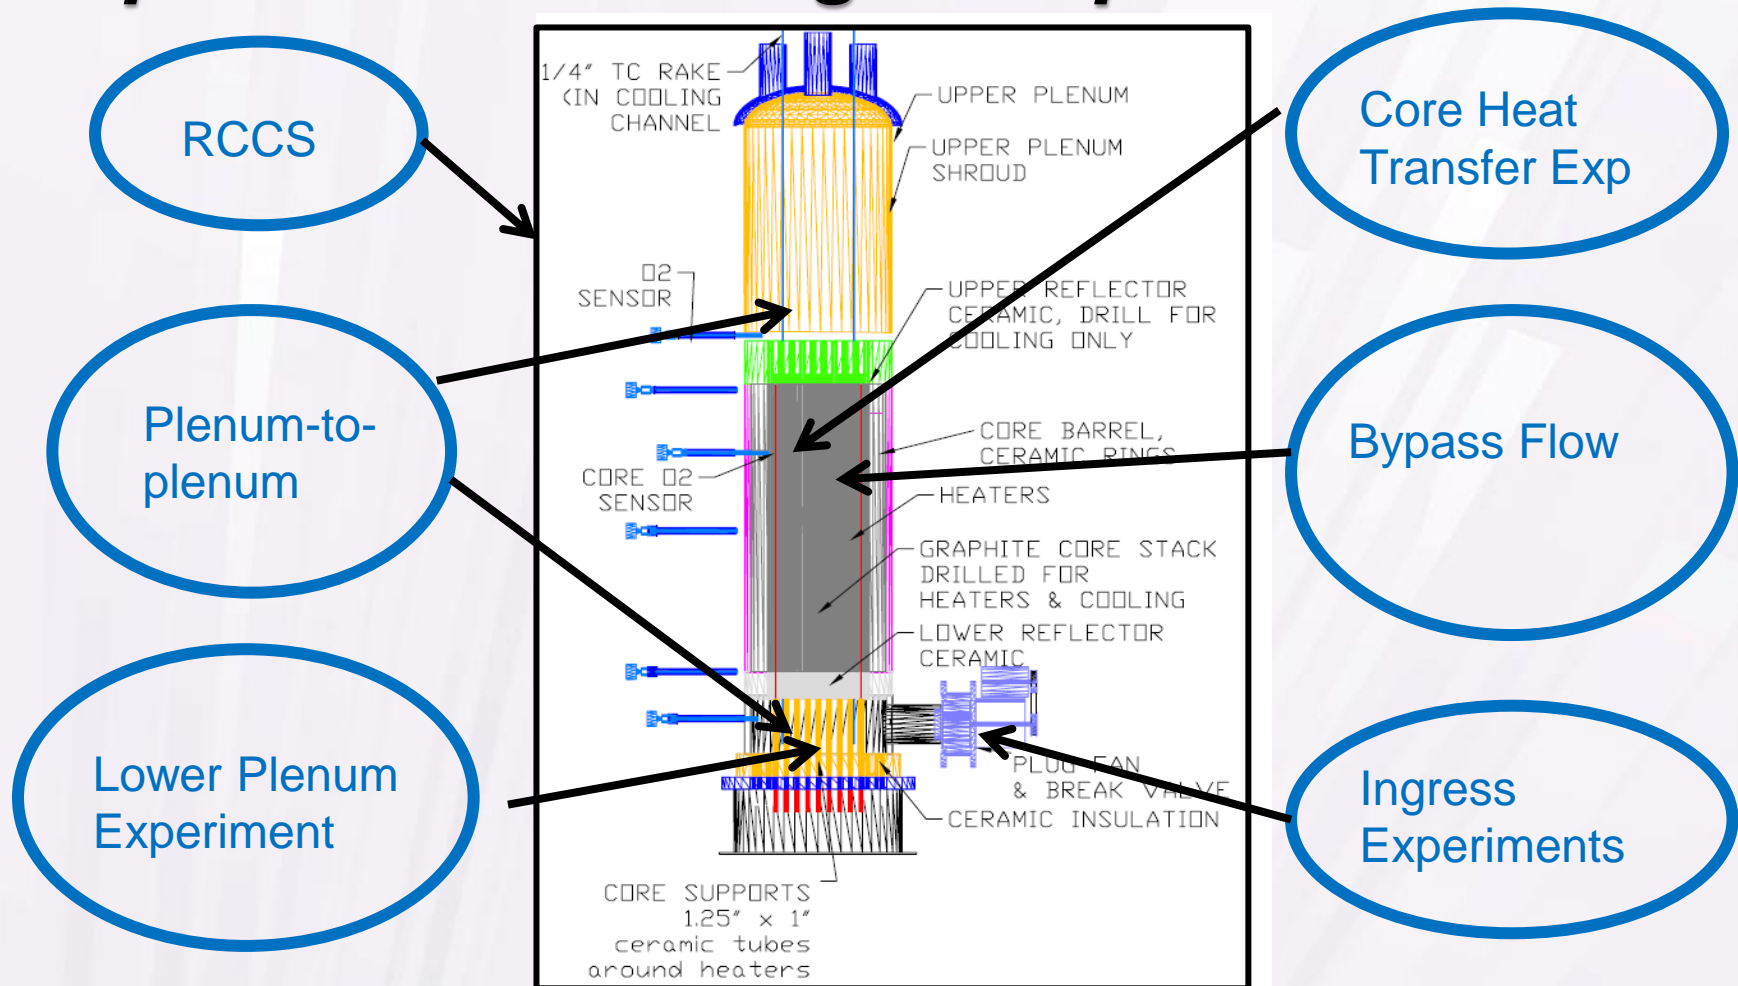 RCCS
Plenum-to-
plenum
Lower Plenum
Experiment
1/4" TC RAKE
(IN COOLING
CHANNEL
O2
SENSOR
CORE O2
SENSOR
UPPER PLENUM
UPPER PLENUM
SHROUD
UPPER REFLECTOR
CERAMIC, DRILL FOR
COOLING ONLY
CORE BARREL,
CERAMIC RINGS
HEATERS
GRAPHITE CORE STACK
DRILLED FOR
HEATERS & COOLING
LOWER REFLECTOR
CERAMIC
PLUG FAN
& BREAK VALVE
CERAMIC INSULATION
CORE SUPPORTS
1.25" x 1"
ceramic tubes
around heaters
Core Heat
Transfer Exp
Bypass Flow
Ingress
Experiments